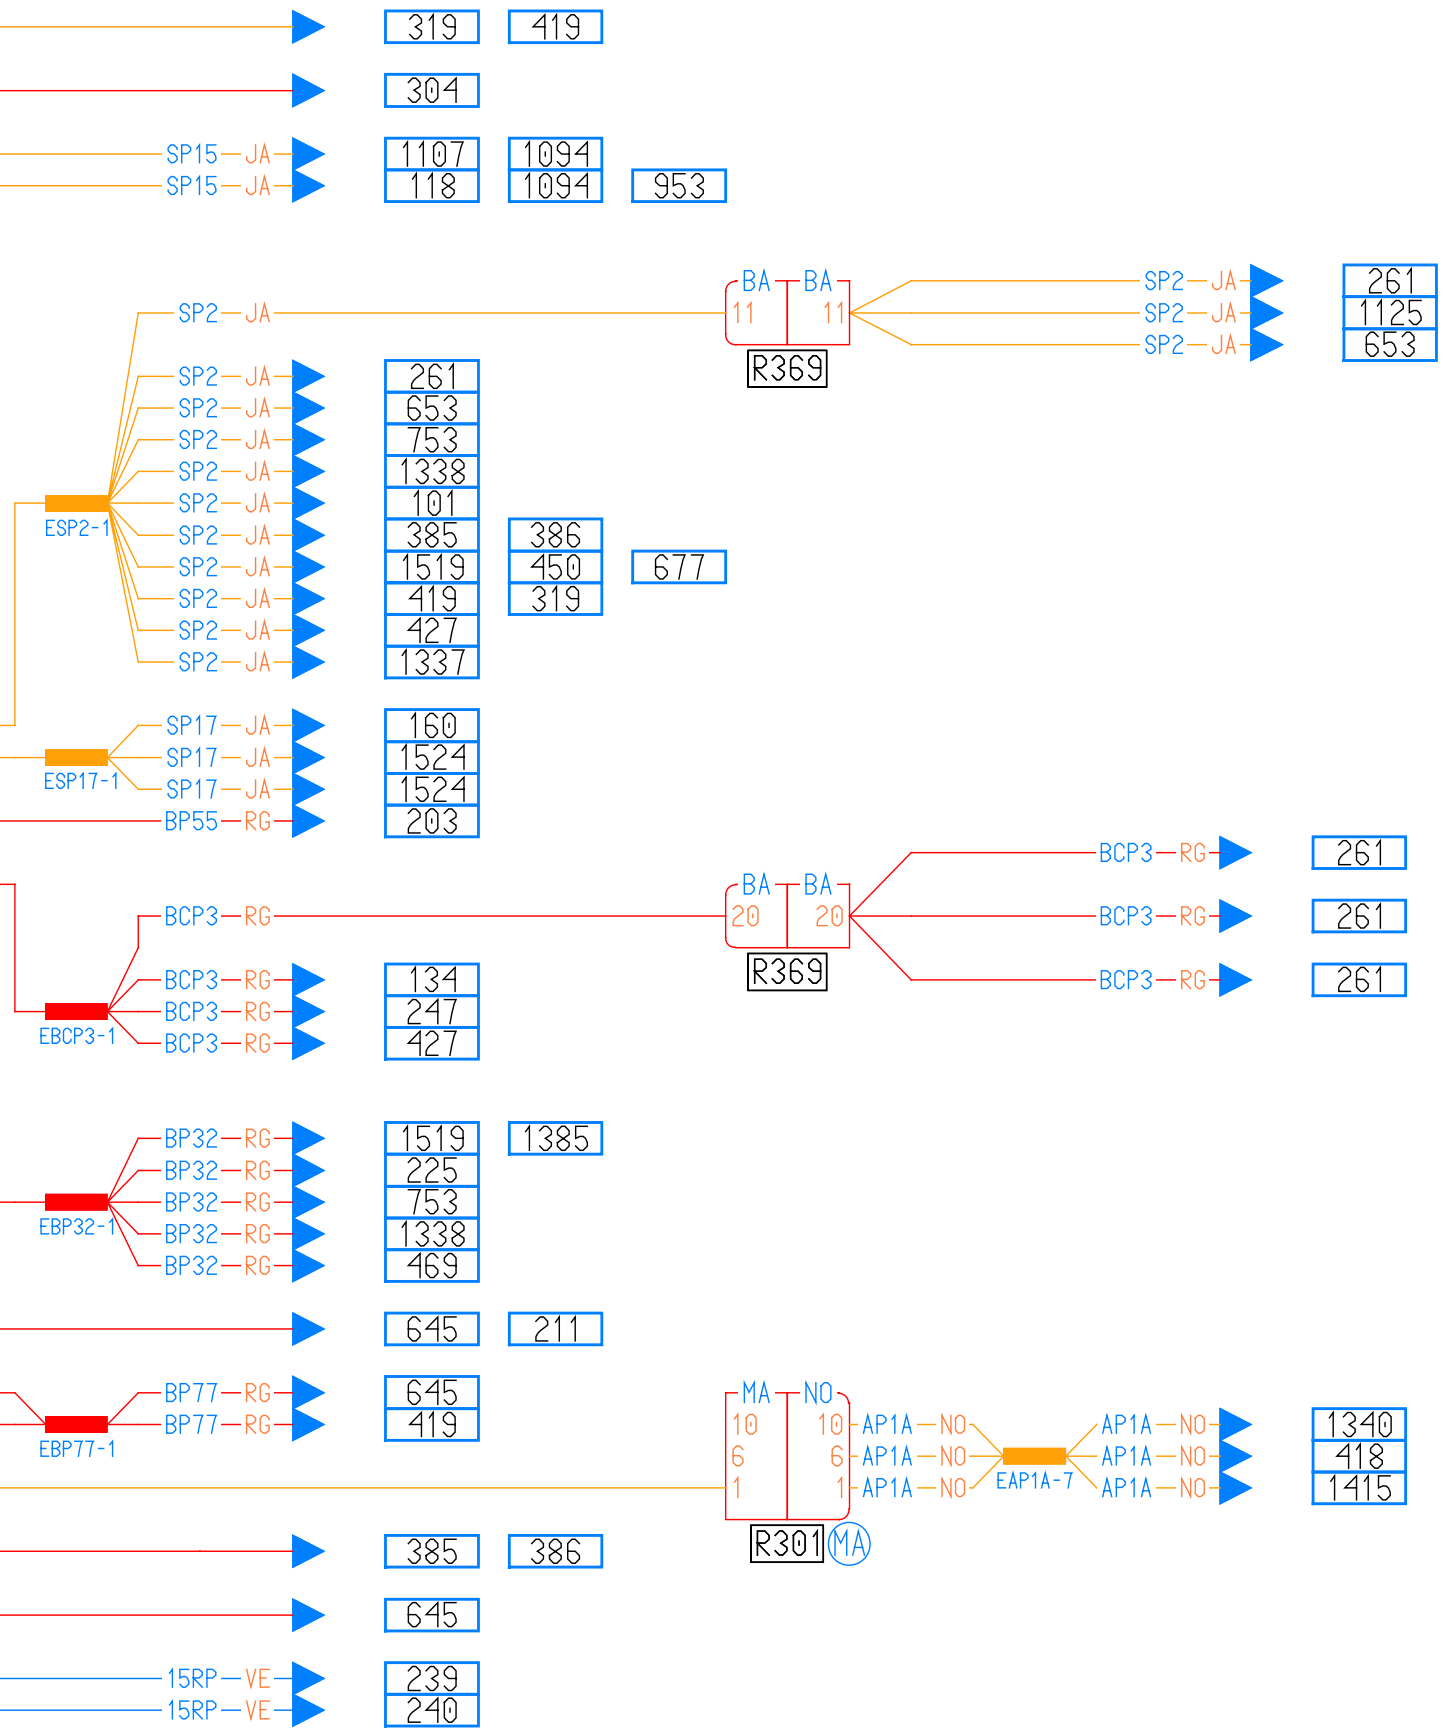 319 419
304
SP15 JA 1107 1094
SP15 JA 118 1094 953
BA BA SP2 JA 261
SP2 JA 11 11 SP2 JA 1125
SP2 JA 653
R369
SP2 JA 261
SP2 JA 653
SP2 JA 753
SP2 JA 1338
SP2 JA 101
ESP2-1
SP2 JA 385 386
SP2 JA 1519 450 677
SP2 JA 419 319
SP2 JA 427
SP2 JA 1337
SP17 JA 160
SP17 JA 1524
ESP17-1
SP17 JA 1524
BP55 RG 203
BCP3 RG 261
BA BA
BCP3 RG 20 20 BCP3 RG 261
R369
BCP3 RG 134 BCP3 RG 261
BCP3 RG 247
EBCP3-1
BCP3 RG 427
BP32 RG 1519 1385
BP32 RG 225
BP32 RG 753
EBP32-1
BP32 RG 1338
BP32 RG 469
645 211
BP77 RG 645 MA NO
BP77 RG 419 10 10 AP1A NO AP1A NO 1340
EBP77-1
6 6 AP1A NO AP1A NO 418
EAP1A-7
1 1 AP1A NO AP1A NO 1415
R301 MA
385 386
645
15RP VE 239
15RP VE 240